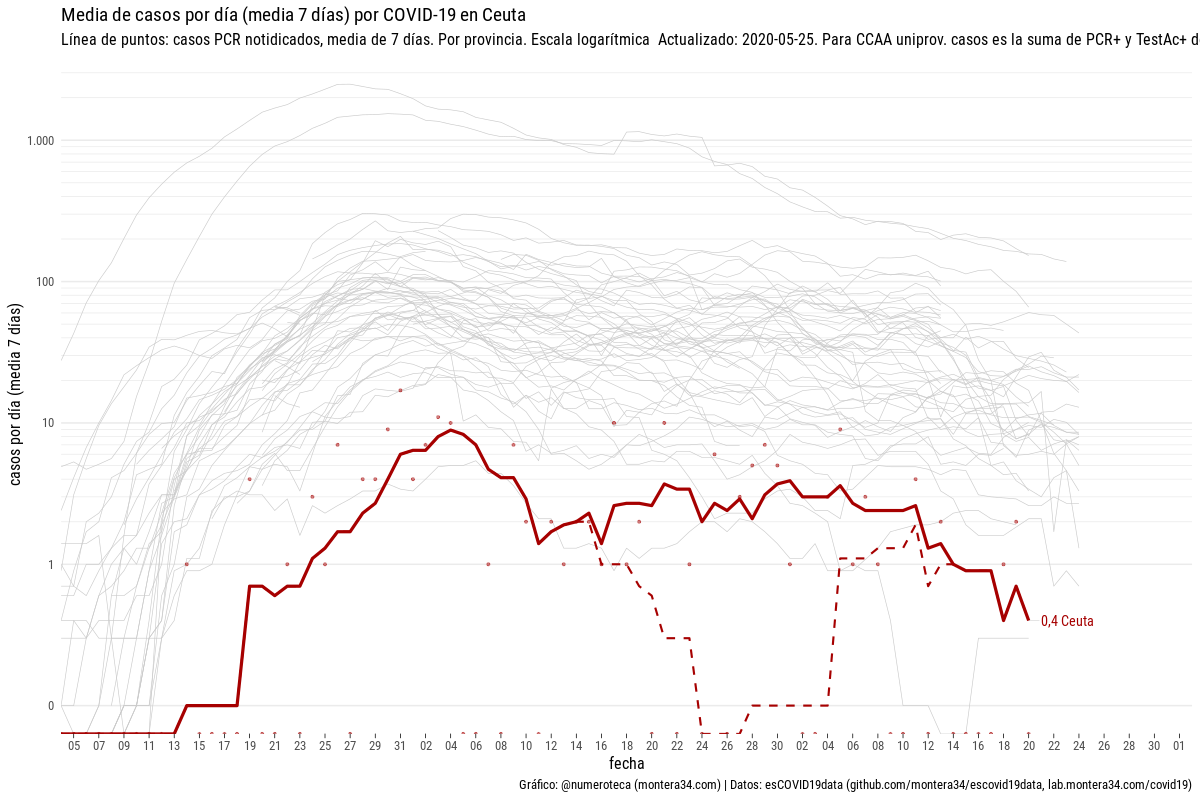 Media de casos por día (media 7 días) por COVID-19 en Ceuta
Línea de puntos: casos PCR notidicados, media de 7 días. Por provincia. Escala logarítmica  Actualizado: 2020-05-25. Para CCAA uniprov. casos es la suma de PCR+ y TestAc+ d
casos por día (media 7 días)
1.000
100
10
1
0
0,4 Ceuta
05 07 09 11 13 15 17 19 21 23 25 27 29 31 02 04 06 08 10 12 14 16 18 20 22 24 26 28 30 02 04 06 08 10 12 14 16 18 20 22 24 26 28 30 01
fecha
Gráfico: @numeroteca (montera34.com) | Datos: esCOVID19data (github.com/montera34/escovid19data, lab.montera34.com/covid19)